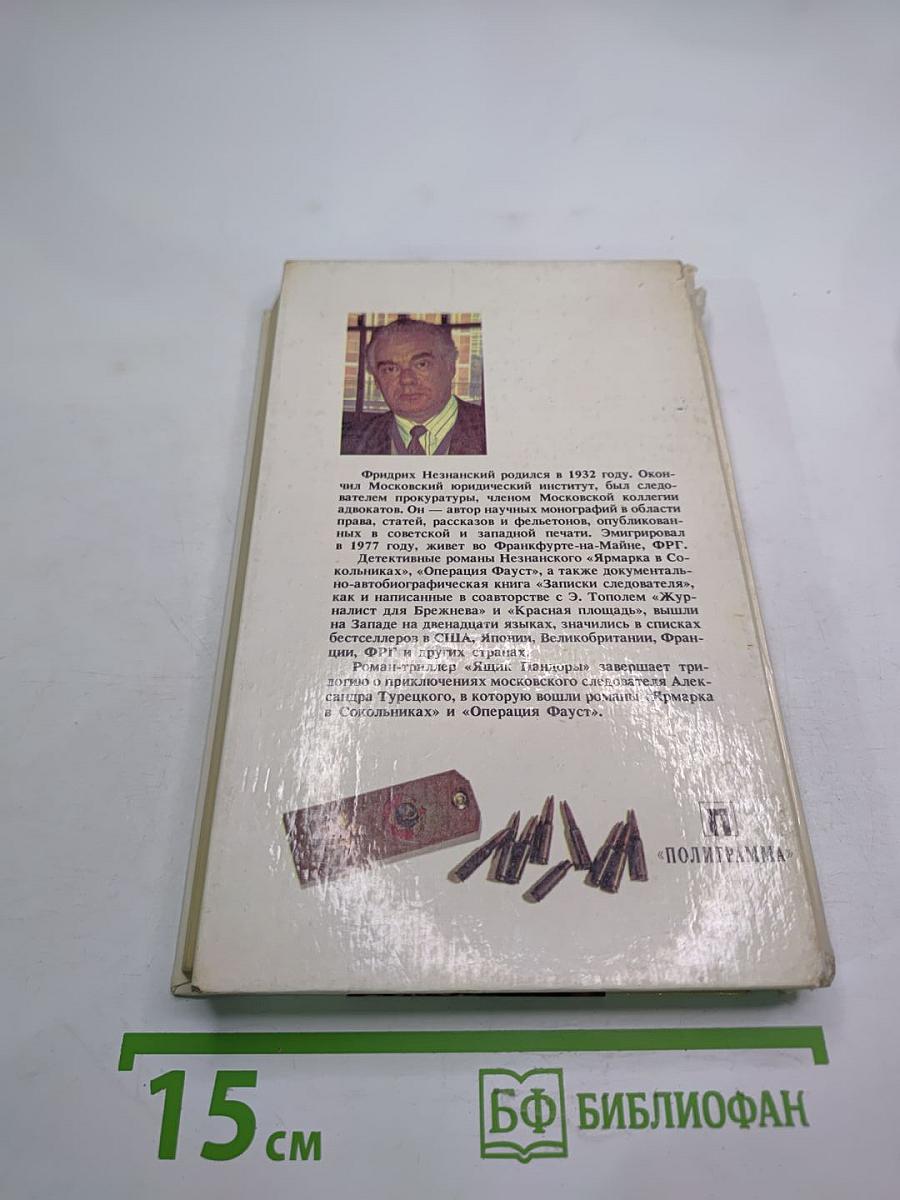 Фридрих Незнанский родился в 1932 году. Окон-
чил Московский юридический институт, был следо-
вателем прокуратуры, членом Московской коллегии
адвокатов. Он — автор научных монографий в области
права, статей, рассказов и фельетонов, опубликован-
ных в советской и западной печати. Эмигрировал
в 1977 году, живет во Франкфурте-на-Майне, ФРГ.
Детективные романы Незнанского «Ярмарка в Со-
кольниках», «Операция Фауст», а также документаль-
но-автобиографическая книга «Записки следователя»,
как и написанные в соавторстве с Э. Тополем «Жур-
налист для Брежнева» и «Красная площадь», вышли
на Западе на двенадцати языках, значились в списках
бестселлеров в США, Японии, Великобритании, Фран-
ции, ФРГ и других странах.
Роман-триллер «Ящик Пандоры» завершает три-
логию о приключениях московского следователя Алек-
сандра Турецкого, в которую вошли романы «Ярмарка
в Сокольниках» и «Операция Фауст».
П
«ПОЛИГРАММА»
15 см
БФ БИБЛИОФАН